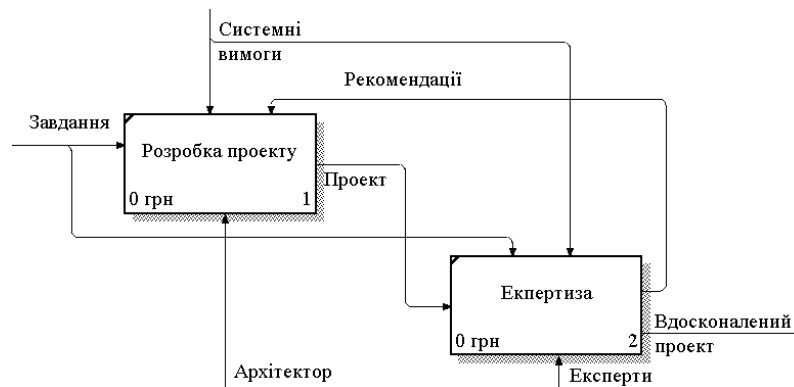 Системні
вимоги
Рекомендації
Завдання
Розробка проекту
0 грн 1
Проект
Екпертиза
0 грн 2
Вдосконалений
проект
Архітектор
Експерти